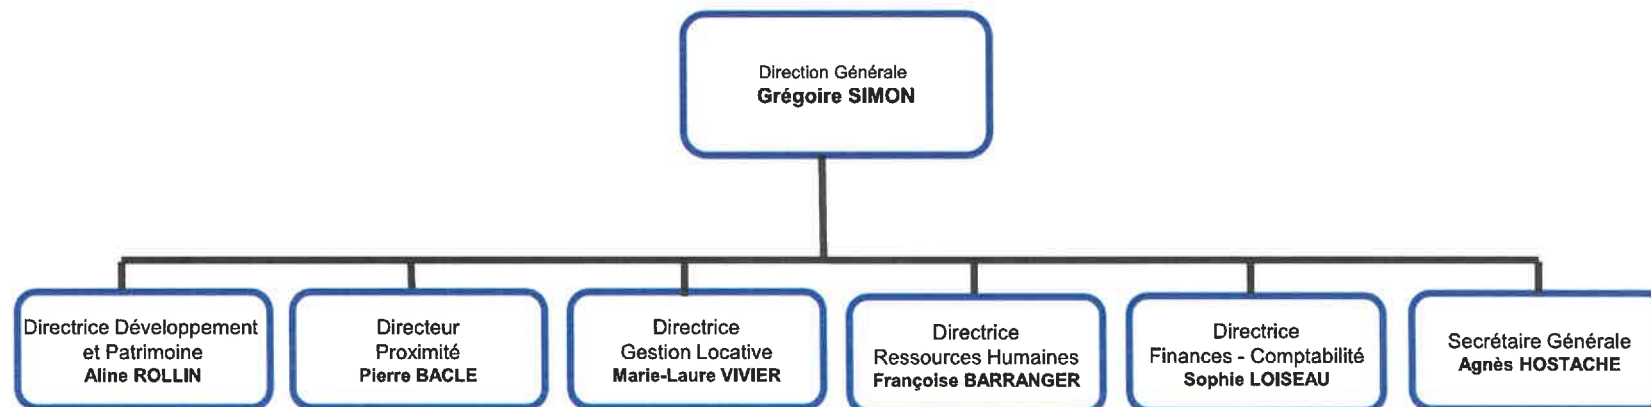 Direction Générale
Grégoire SIMON
Directrice Développement
et Patrimoine
Aline ROLLIN
Directeur
Proximité
Pierre BACLE
Directrice
Gestion Locative
Marie-Laure VIVIER
Directrice
Ressources Humaines
Françoise BARRANGER
Directrice
Finances - Comptabilité
Sophie LOISEAU
Secrétaire Générale
Agnès HOSTACHE